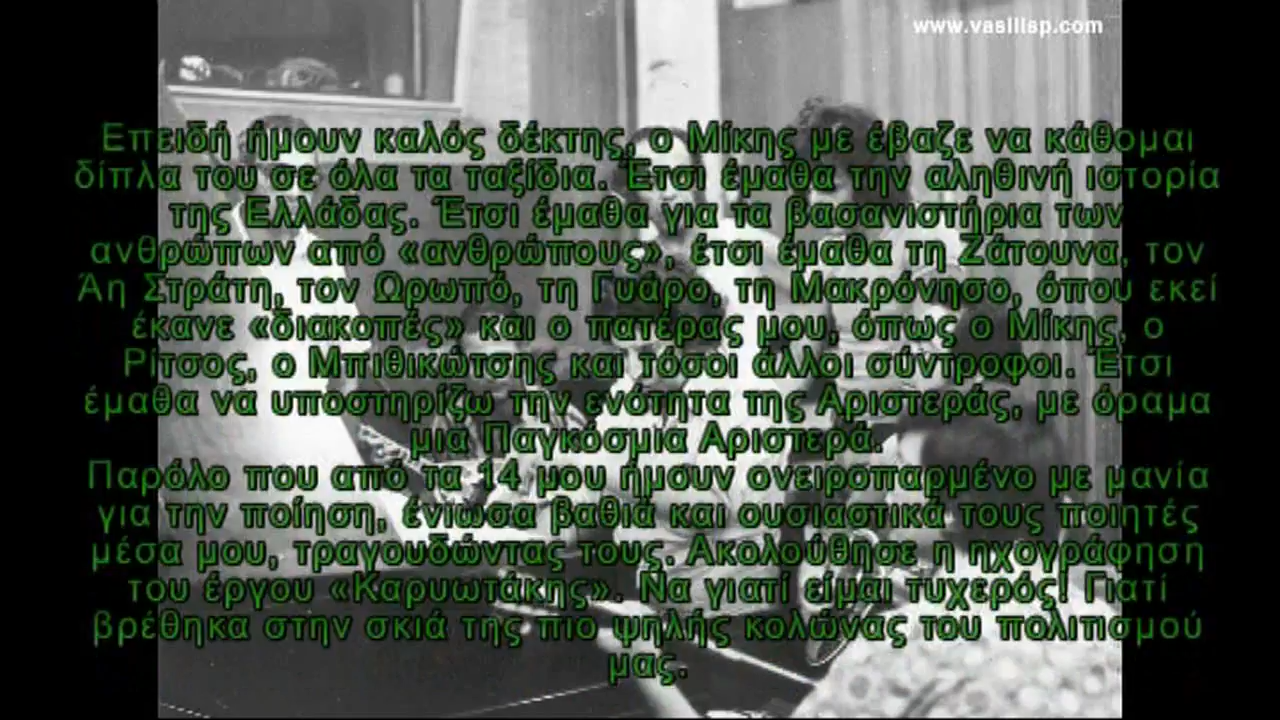 www.vasilisp.com
Επειδή ήμουν καλός δέκτης, ο Μίκης με έβαζε να κάθομαι
δίπλα του σε όλα τα ταξίδια. Έτσι έμαθα την αληθινή ιστορία
της Ελλάδας. Έτσι έμαθα για τα βασανιστήρια των
ανθρώπων από «ανθρώπους», έτσι έμαθα τη Ζάτουνα, τον
Άη Στράτη, τον Ωρωπό, τη Γυάρο, τη Μακρόνησο, όπου εκεί
έκανε «διακοπές» και ο πατέρας μου, όπως ο Μίκης, ο
Ρίτσος, ο Μπιθικώτσης και τόσοι άλλοι σύντροφοι. Έτσι
έμαθα να υποστηρίζω την ενότητα της Αριστεράς, με όραμα
μια Παγκόσμια Αριστερά.
Παρόλο που από τα 14 μου ήμουν ονειροπαρμένο με μανία
για την ποίηση, ένιωσα βαθιά και ουσιαστικά τους ποιητές
μέσα μου, τραγουδώντας τους. Ακολούθησε η ηχογράφηση
του έργου «Καρυωτάκης». Να γιατί είμαι τυχερός! Γιατί
βρέθηκα στην σκιά της πιο ψηλής κολώνας του πολιτισμού
μας.